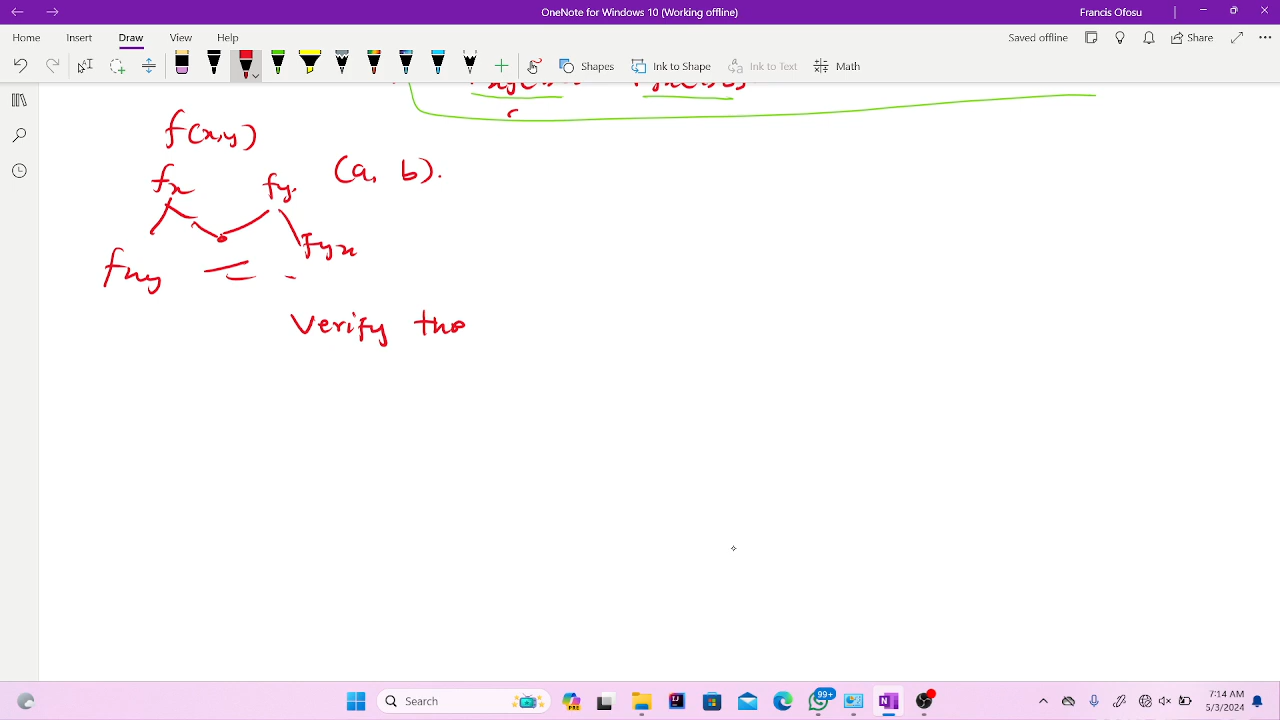 OneNote for Windows 10 (Working offline)
Francis Ofosu
Home Insert Draw View Help
Saved offline
Share
Shapes
Ink to Shape
Ink to Text
Math
f(x,y)
fx fy. (a, b).
fyx
fxy =
Verify the
Search
99+
7:13 AM
5/3/2024